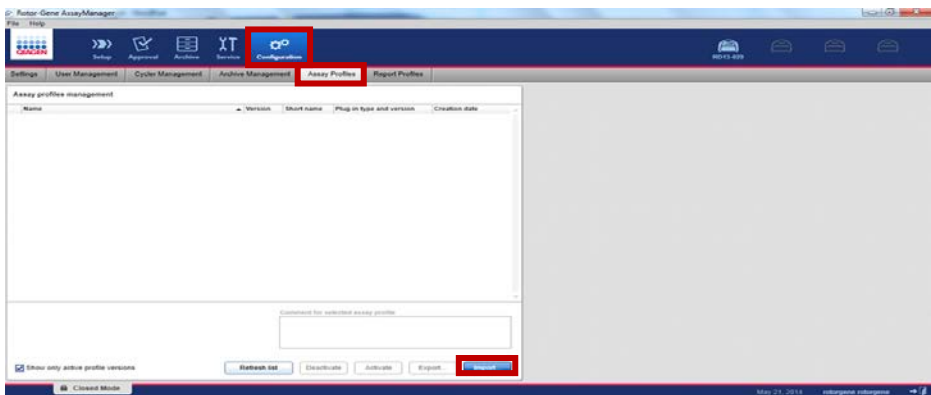 Rotor-Gene AssayManager
File Help
QIAGEN
Setup Approval Archive Service Configuration
RD13-029
Settings User Management Cycler Management Archive Management Assay Profiles Report Profiles
Assay profiles management
Name Version Short name Plug in type and version Creation date
Comment for selected assay profile
Show only active profile versions Refresh list Deactivate Activate Export... Import...
Closed Mode
May 21, 2014 rotorgene rotorgene